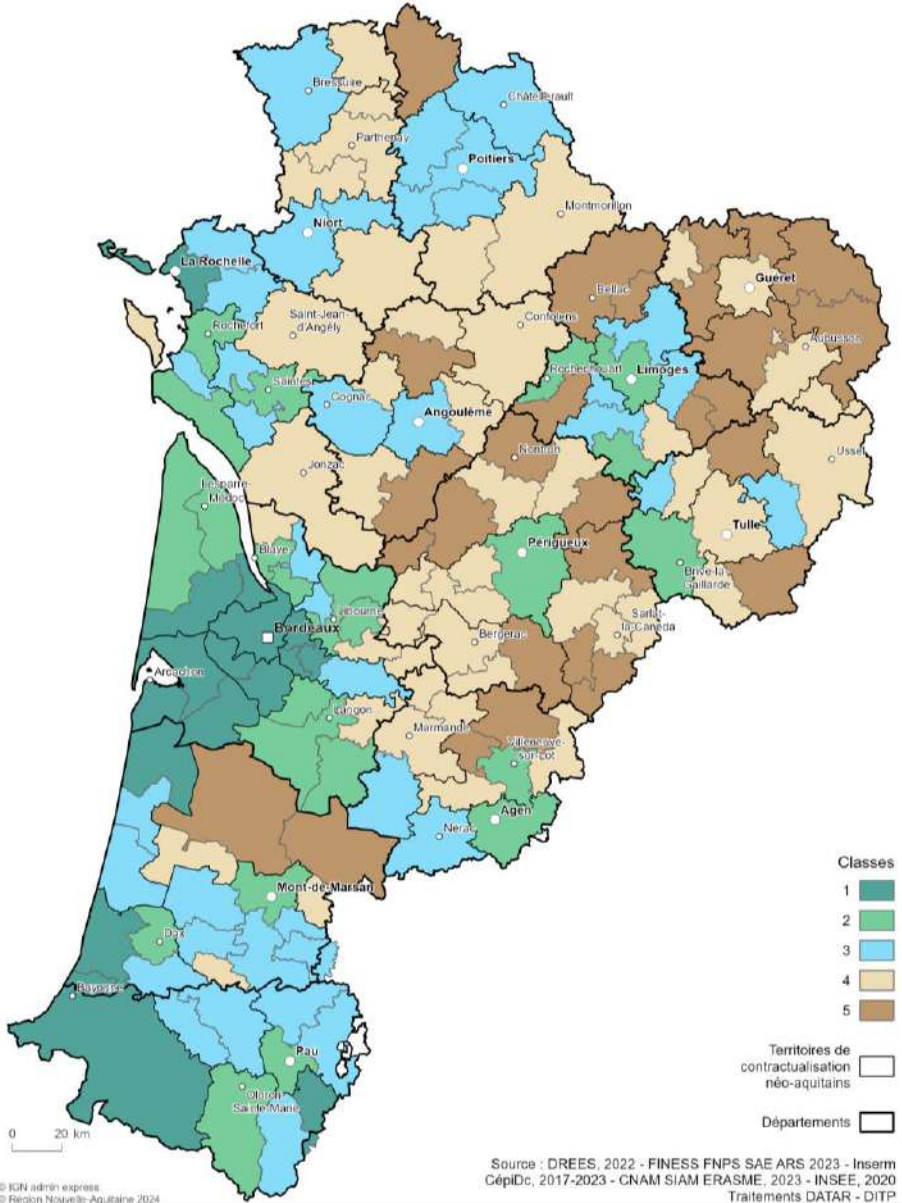 Bressuire
Châtellerault
Parthenay
Poitiers
Montmorillon
Niort
La Rochelle
Guéret
Bellac
Rochefort
Saint-Jean-
d'Angély
Confolens
Aubusson
Rochechouart
Limoges
Saintes
Cognac
Angoulême
Nontron
Ussel
Jonzac
Lesparre-
Médoc
Tulle
Blaye
Périgueux
Brive-la-
Gaillarde
Libourne
Sarlat-
la-Canéda
Bordeaux
Bergerac
Arcachon
Langon
Marmande
Villeneuve-
sur-Lot
Agen
Nérac
Mont-de-Marsan
Dax
Bayonne
Pau
Oloron-
Sainte-Marie
Classes
1
2
3
4
5
Territoires de
contractualisation
néo-aquitains
Départements
0 20 km
© IGN admin express
© Région Nouvelle-Aquitaine 2024
Source : DREES, 2022 - FINESS FNPS SAE ARS 2023 - Inserm
CépiDc, 2017-2023 - CNAM SIAM ERASME, 2023 - INSEE, 2020
Traitements DATAR - DITP